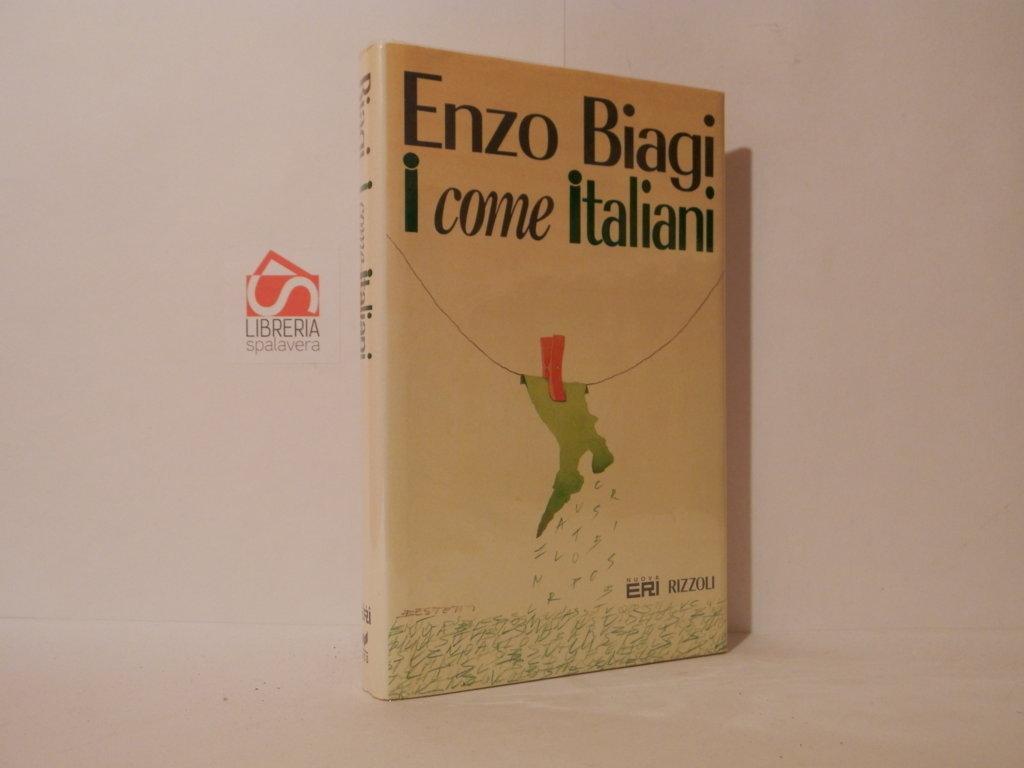 Enzo Biagi
i come italiani
Biagi i come italiani
LIBRERIA
spalavera
NUOVA
ERI RIZZOLI